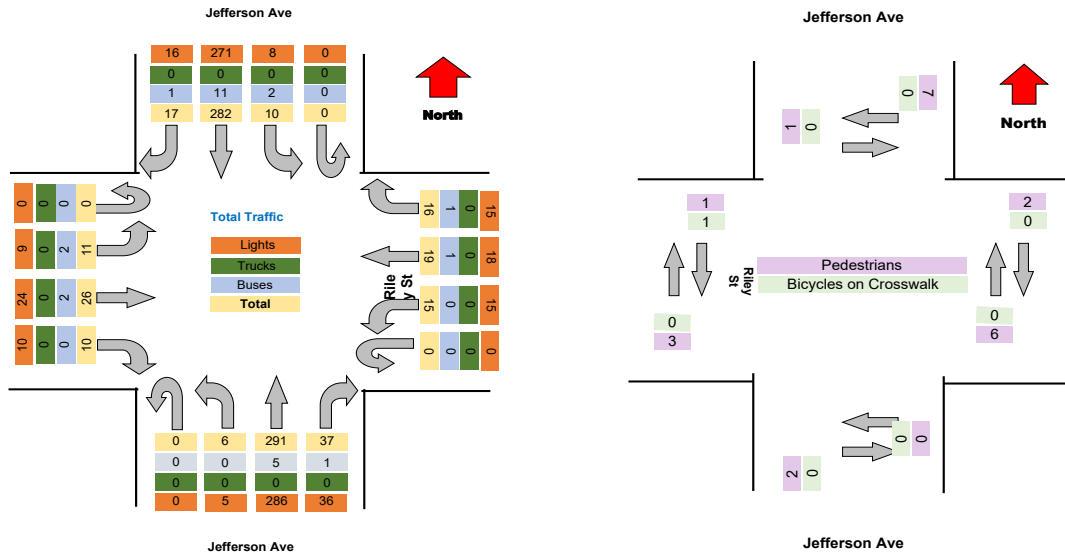 Jefferson Ave
16 271 8 0
0 0 0 0
1 11 2 0
17 282 10 0
North
0 0 0 0
9 0 2 11
24 0 2 26
10 0 0 10
Total Traffic
Lights
Trucks
Buses
Total
16 1 0 15
19 1 0 18
15 0 0 15
0 0 0 0
Rile
y St
0 6 291 37
0 0 5 1
0 0 0 0
0 5 286 36
Jefferson Ave
Jefferson Ave
0 7
1 0
North
1
1
2
0
Riley
St
Pedestrians
Bicycles on Crosswalk
0
3
0
6
0 0
2 0
Jefferson Ave